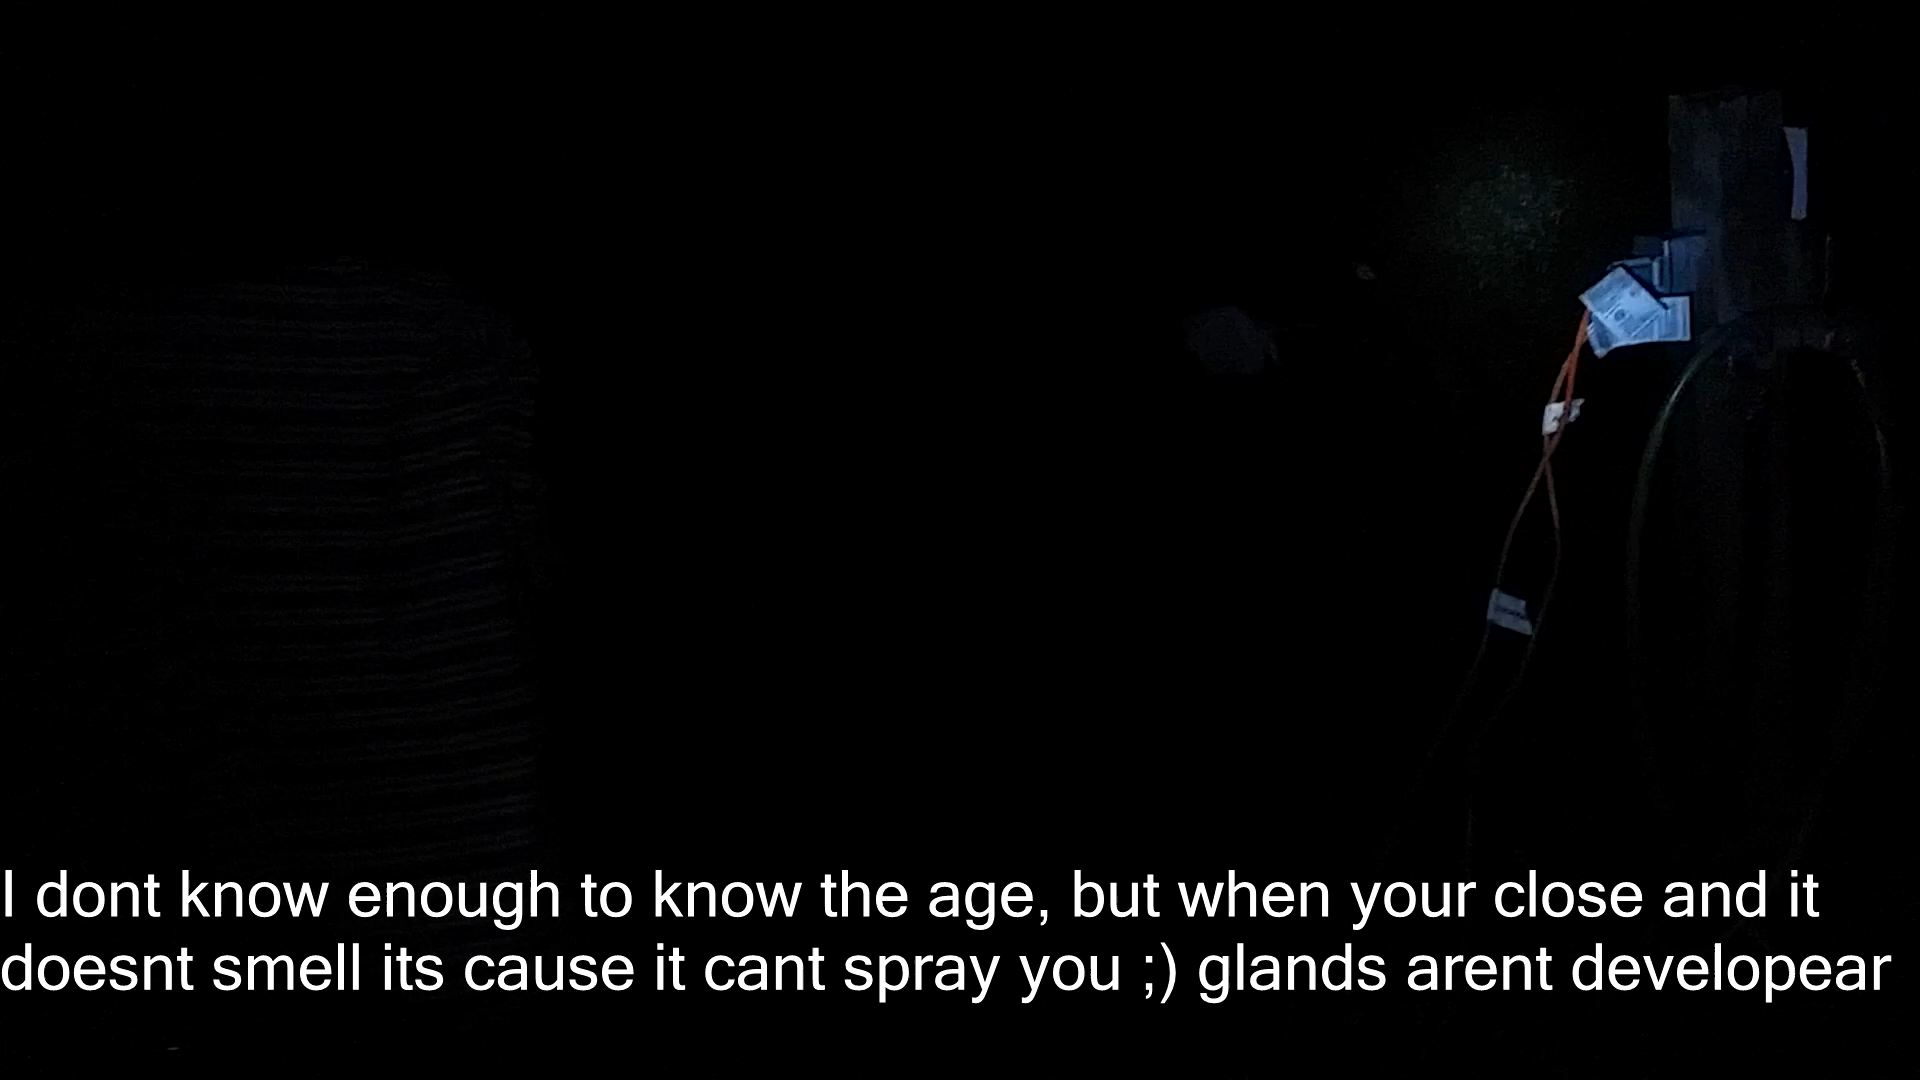 I dont know enough to know the age, but when your close and it
doesnt smell its cause it cant spray you ;) glands arent developear